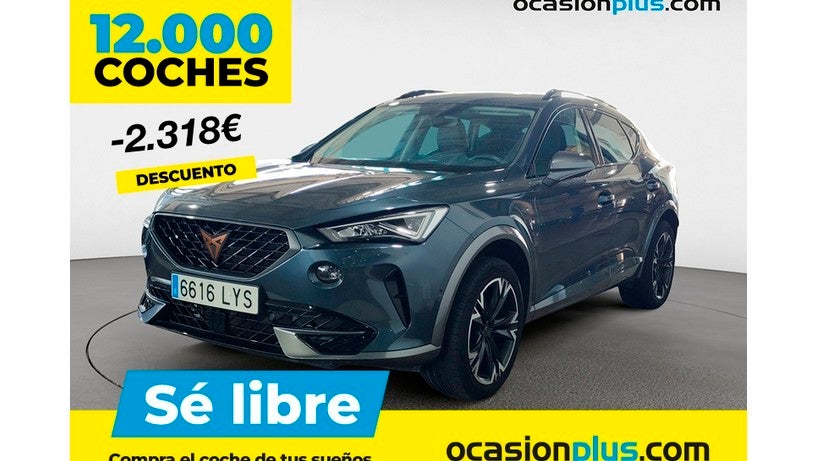 12.000
COCHES
ocasionplus.com
-2.318€
DESCUENTO
6616 LYS
Sé libre
Compra el coche de tus sueños
ocasionplus.com